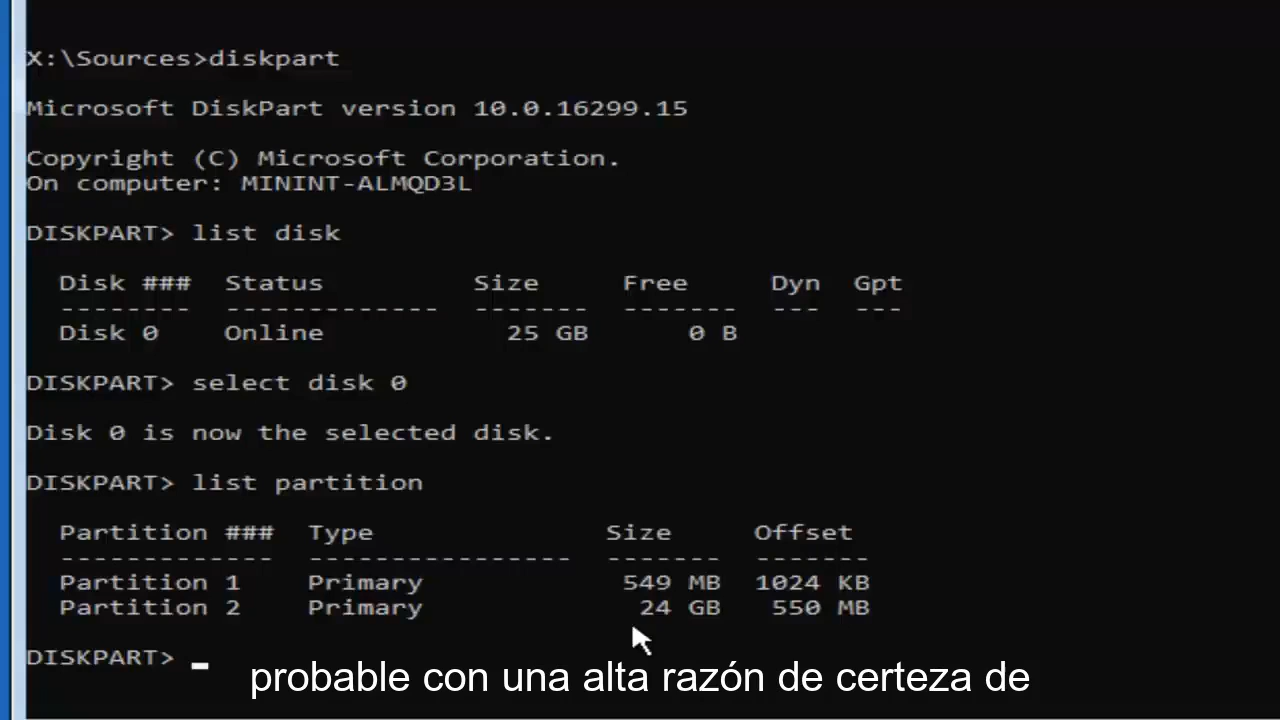 X:\Sources>diskpart
Microsoft DiskPart version 10.0.16299.15
Copyright (C) Microsoft Corporation.
On computer: MININT-ALMQD3L
DISKPART> list disk
Disk ### Status Size Free Dyn Gpt
-------- ------------- ------- ------- --- ---
Disk 0 Online 25 GB 0 B
DISKPART> select disk 0
Disk 0 is now the selected disk.
DISKPART> list partition
Partition ### Type Size Offset
------------- ---------------- ------- -------
Partition 1 Primary 549 MB 1024 KB
Partition 2 Primary 24 GB 550 MB
DISKPART> _
probable con una alta razón de certeza de